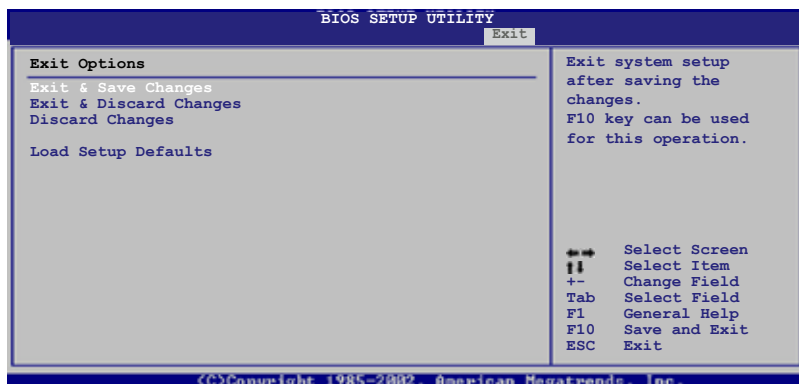 BIOS SETUP UTILITY
Exit
Exit Options
Exit & Save Changes
Exit & Discard Changes
Discard Changes
Load Setup Defaults
Exit system setup
after saving the
changes.
F10 key can be used
for this operation.
←→ Select Screen
↑↓ Select Item
+- Change Field
Tab Select Field
F1 General Help
F10 Save and Exit
ESC Exit
(C)Copyright 1985-2002, American Megatrends, Inc.